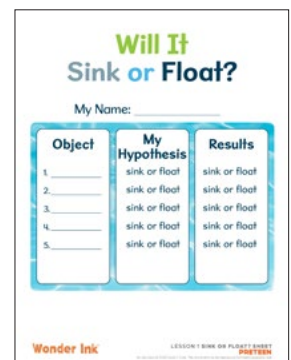 Will It
Sink or Float?
My Name:
Object
My
Hypothesis
Results
1. sink or float sink or float
2. sink or float sink or float
3. sink or float sink or float
4. sink or float sink or float
5. sink or float sink or float
Wonder Ink
LESSON 1 SINK OR FLOAT? SHEET
PRETEEN